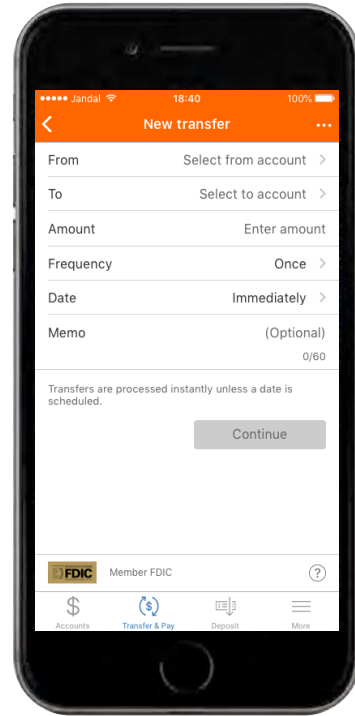 Jandal 18:40 100%
New transfer
From Select from account
To Select to account
Amount Enter amount
Frequency Once
Date Immediately
Memo (Optional)
0/60
Transfers are processed instantly unless a date is
scheduled.
Continue
FDIC Member FDIC ?
Accounts Transfer & Pay Deposit More